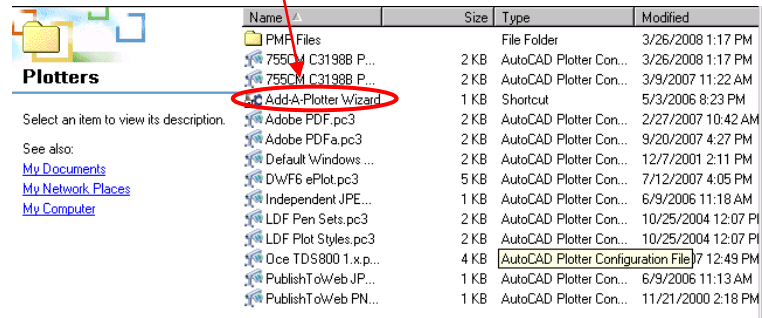 Name Size Type Modified
PMP Files File Folder 3/26/2008 1:17 PM
755CM C3198B P... 2 KB AutoCAD Plotter Con... 3/26/2008 1:17 PM
755CM C3198B P... 2 KB AutoCAD Plotter Con... 3/9/2007 11:22 AM
Add-A-Plotter Wizard 1 KB Shortcut 5/3/2006 8:23 PM
Adobe PDF.pc3 2 KB AutoCAD Plotter Con... 2/27/2007 10:42 AM
Adobe PDFa.pc3 2 KB AutoCAD Plotter Con... 9/20/2007 4:27 PM
Default Windows ... 2 KB AutoCAD Plotter Con... 12/7/2001 2:11 PM
DWF6 ePlot.pc3 5 KB AutoCAD Plotter Con... 7/12/2007 4:05 PM
Independent JPE... 1 KB AutoCAD Plotter Con... 6/9/2006 11:18 AM
LDF Pen Sets.pc3 2 KB AutoCAD Plotter Con... 10/25/2004 12:07 P
LDF Plot Styles.pc3 2 KB AutoCAD Plotter Con... 10/25/2004 12:07 P
Oce TDS800 1.x.p... 4 KB AutoCAD Plotter Configuration File 07 12:49 PM
PublishToWeb JP... 1 KB AutoCAD Plotter Con... 6/9/2006 11:13 AM
PublishToWeb PN... 1 KB AutoCAD Plotter Con... 11/21/2000 2:18 PM
Plotters
Select an item to view its description.
See also:
My Documents
My Network Places
My Computer